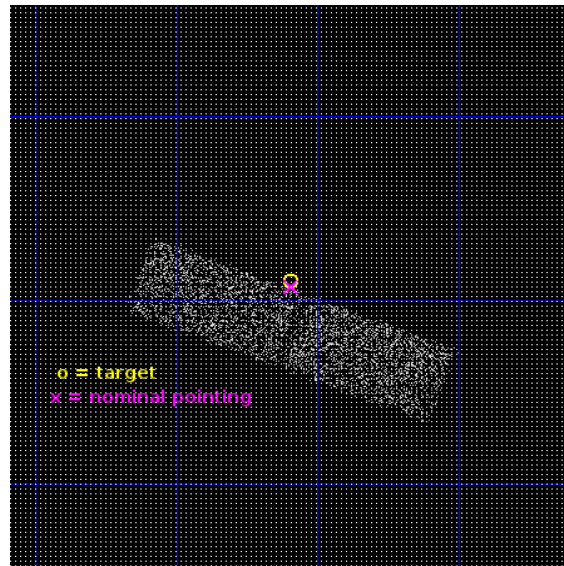 o = target
x = nominal pointing